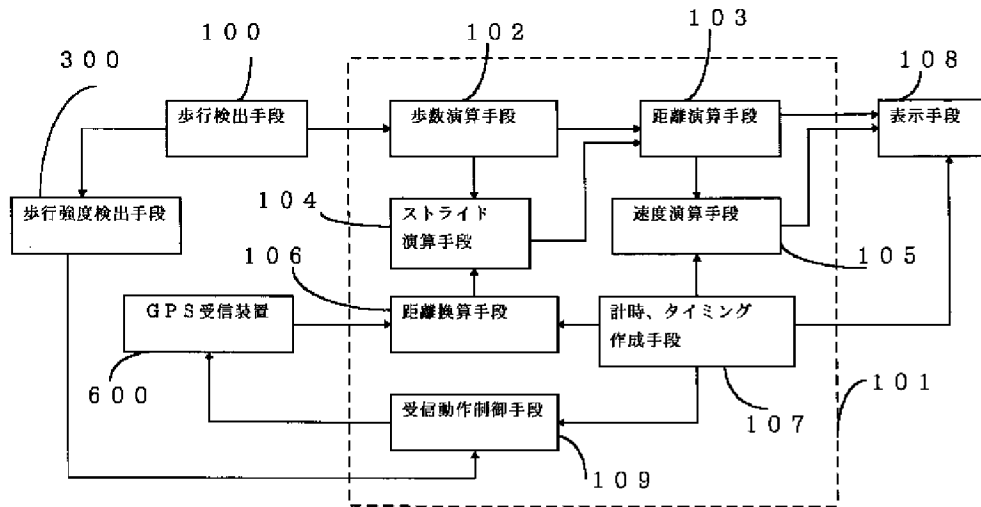 ３００
１００
１０２
１０３
１０８
歩行検出手段
歩数演算手段
距離演算手段
表示手段
歩行強度検出手段
１０４
ストライド
演算手段
速度演算手段
１０５
１０６
ＧＰＳ受信装置
距離換算手段
計時、タイミング
作成手段
６００
１０１
１０７
受信動作制御手段
１０９